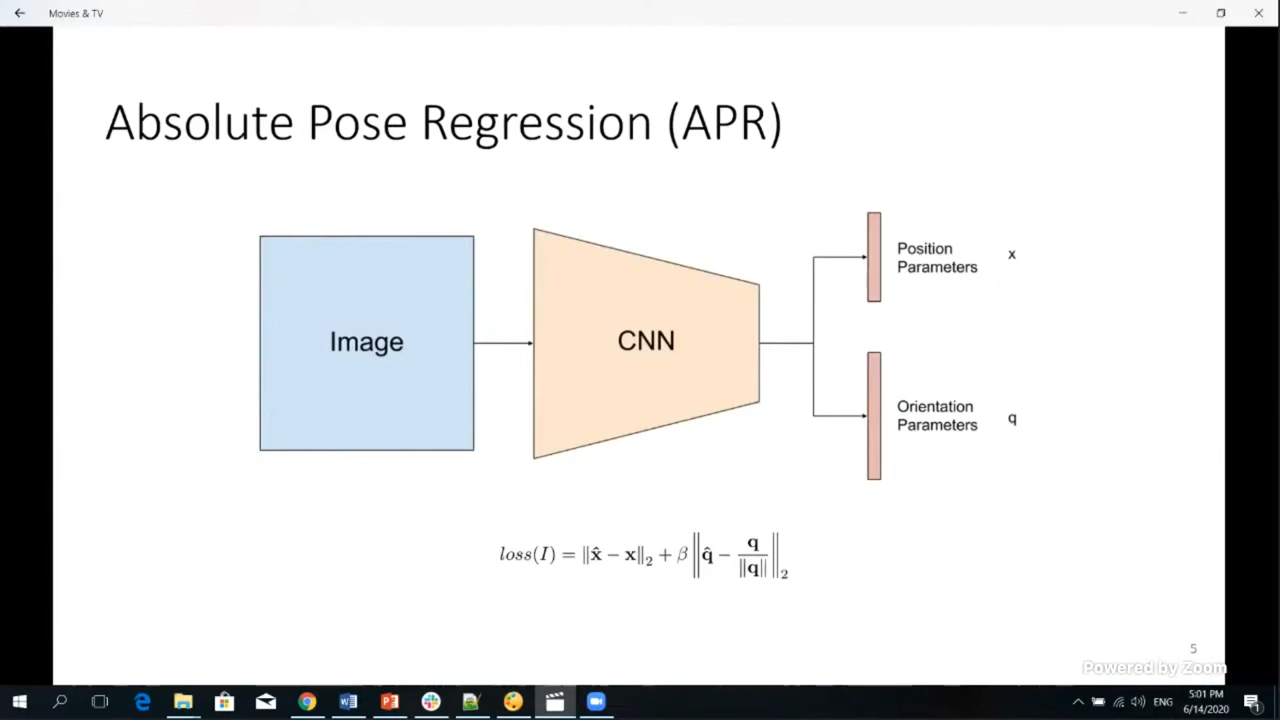 Movies & TV
Absolute Pose Regression (APR)
Image
CNN
Position
Parameters
x
Orientation
Parameters
q
loss(I) = ‖x̂ − x‖₂ + β ‖q̂ − q/‖q‖‖₂
5
Powered by Zoom
ENG
5:01 PM
6/14/2020
1